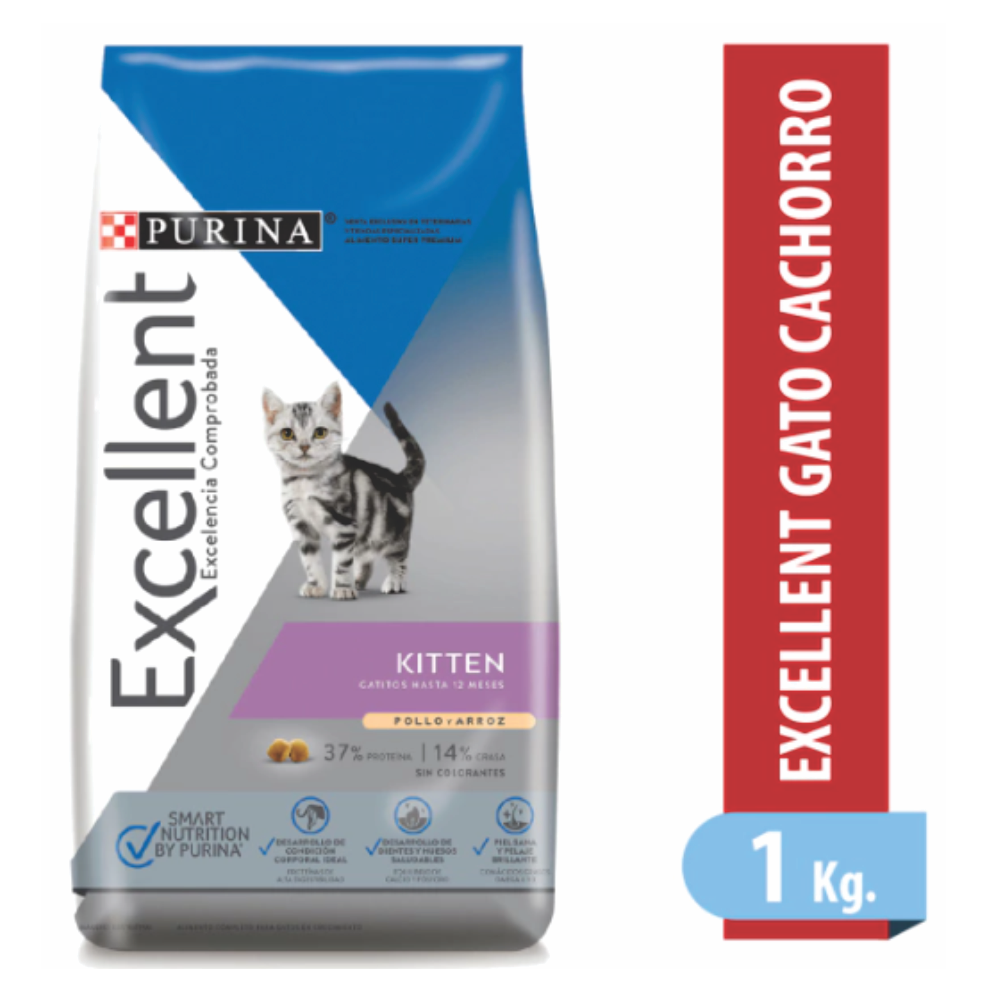 PURINA®
Excellent
Excelencia Comprobada
KITTEN
GATITOS HASTA 12 MESES
POLLO Y ARROZ
37% PROTEINA | 14% GRASA
SIN COLORANTES
SMART
NUTRITION
BY PURINA
DESARROLLO DE
CONDICIÓN
CORPORAL IDEAL
DESARROLLO DE
DIENTES Y HUESOS
SALUDABLES
PIEL SANA
Y PELAJE
BRILLANTE
EXCELLENT GATO CACHORRO
1 Kg.